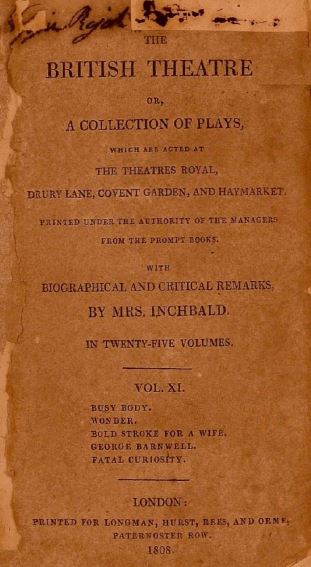 THE
BRITISH THEATRE
OR,
A COLLECTION OF PLAYS,
WHICH ARE ACTED AT
THE THEATRES ROYAL,
DRURY LANE, COVENT GARDEN, AND HAYMARKET.
PRINTED UNDER THE AUTHORITY OF THE MANAGERS
FROM THE PROMPT BOOKS.
WITH
BIOGRAPHICAL AND CRITICAL REMARKS,
BY MRS. INCHBALD.
IN TWENTY-FIVE VOLUMES.
VOL. XI.
BUSY BODY.
WONDER.
BOLD STROKE FOR A WIFE.
GEORGE BARNWELL.
FATAL CURIOSITY.
LONDON:
PRINTED FOR LONGMAN, HURST, REES, AND ORME,
PATERNOSTER ROW.
1808.